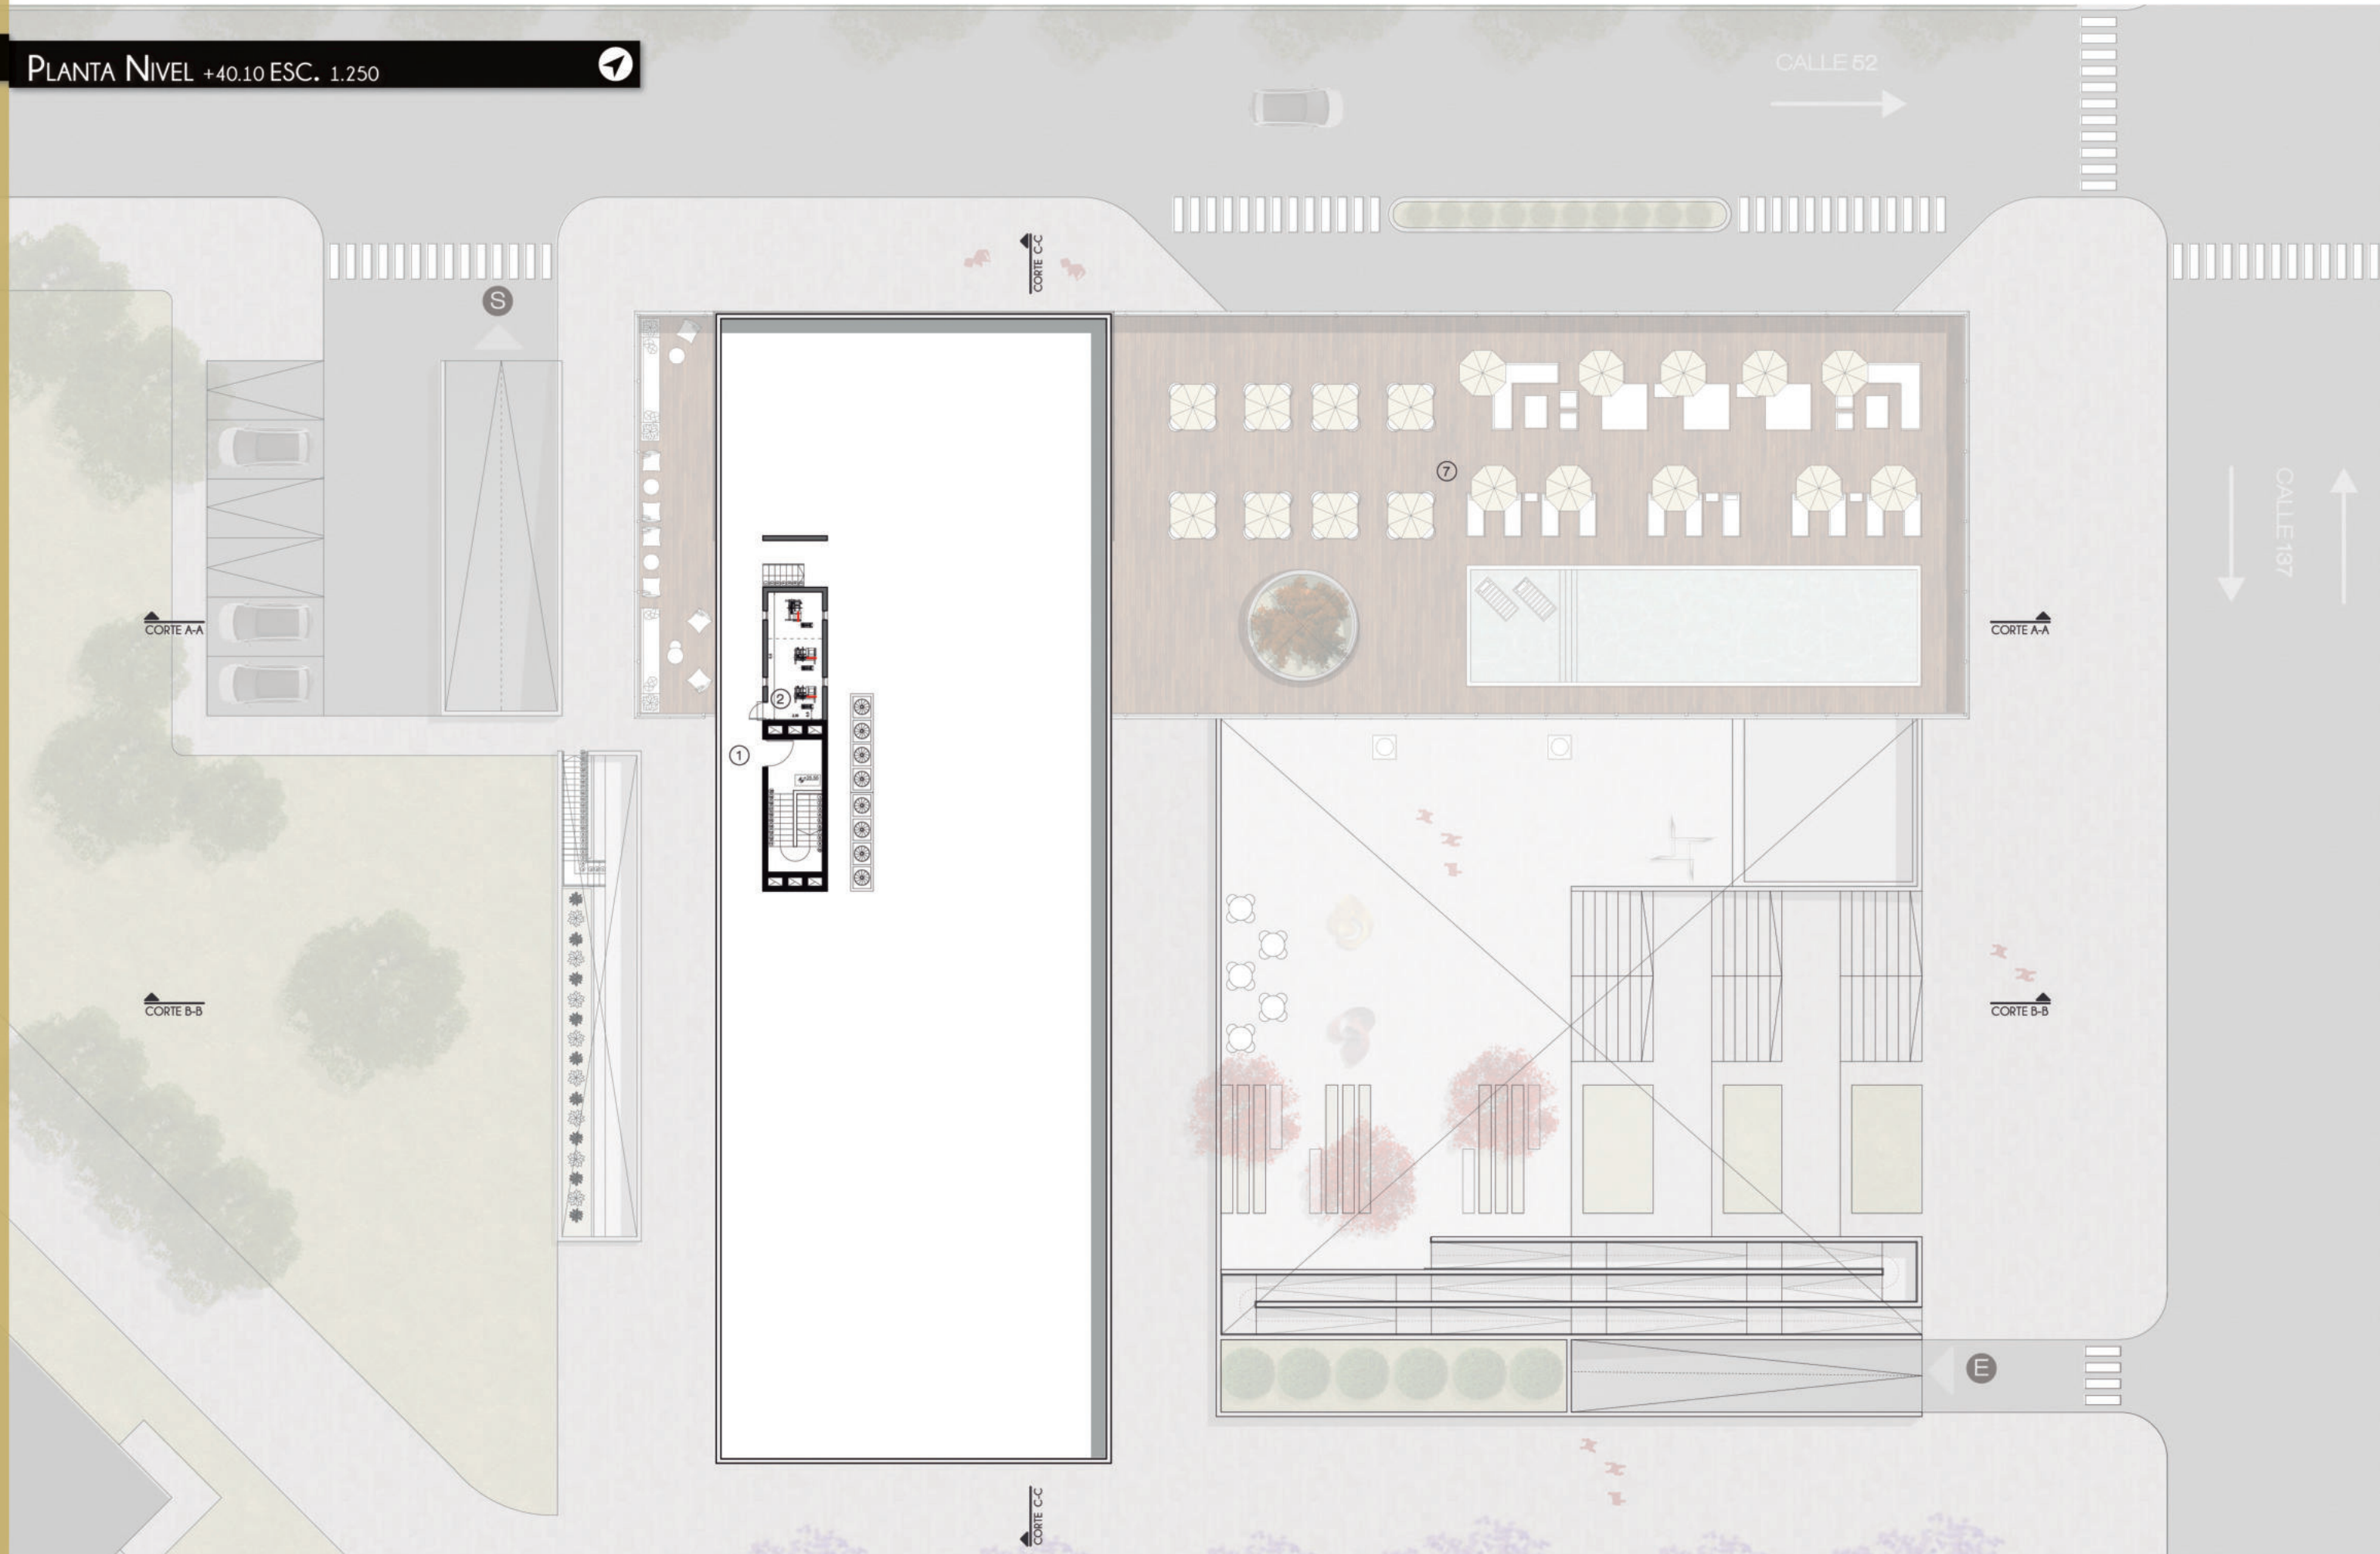 PLANTA NIVEL +40.10 ESC. 1.250
CALLE 52
CORTE C-C
S
7
CALLE 137
CORTE A-A
CORTE A-A
2
1
CORTE B-B
CORTE B-B
E
CORTE C-C